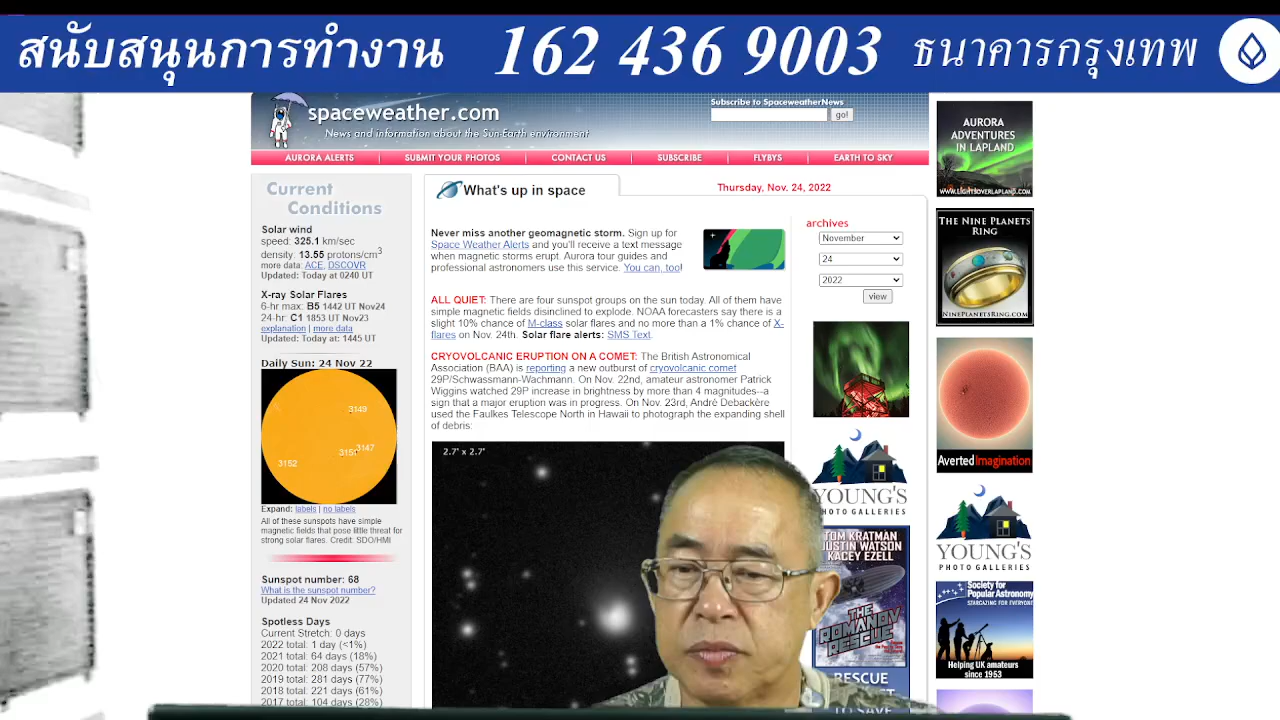 สนับสนุนการทำงาน 162 436 9003 ธนาคารกรุงเทพ
spaceweather.com
News and information about the Sun-Earth environment
Subscribe to SpaceweatherNews
go!
AURORA ALERTS SUBMIT YOUR PHOTOS CONTACT US SUBSCRIBE FLYBYS EARTH TO SKY
Current
Conditions
Solar wind
speed: 325.1 km/sec
density: 13.55 protons/cm3
more data: ACE, DSCOVR
Updated: Today at 0240 UT
X-ray Solar Flares
6-hr max: B5 1442 UT Nov24
24-hr: C1 1853 UT Nov23
explanation | more data
Updated: Today at: 1445 UT
Daily Sun: 24 Nov 22
3149
3147
3151
3152
Expand: labels | no labels
All of these sunspots have simple
magnetic fields that pose little threat for
strong solar flares. Credit: SDO/HMI
Sunspot number: 68
What is the sunspot number?
Updated 24 Nov 2022
Spotless Days
Current Stretch: 0 days
2022 total: 1 day (<1%)
2021 total: 64 days (18%)
2020 total: 208 days (57%)
2019 total: 281 days (77%)
2018 total: 221 days (61%)
2017 total: 104 days (28%)
What's up in space
Thursday, Nov. 24, 2022
Never miss another geomagnetic storm. Sign up for
Space Weather Alerts and you'll receive a text message
when magnetic storms erupt. Aurora tour guides and
professional astronomers use this service. You can, too!
ALL QUIET: There are four sunspot groups on the sun today. All of them have
simple magnetic fields disinclined to explode. NOAA forecasters say there is a
slight 10% chance of M-class solar flares and no more than a 1% chance of X-
flares on Nov. 24th. Solar flare alerts: SMS Text.
CRYOVOLCANIC ERUPTION ON A COMET: The British Astronomical
Association (BAA) is reporting a new outburst of cryovolcanic comet
29P/Schwassmann-Wachmann. On Nov. 22nd, amateur astronomer Patrick
Wiggins watched 29P increase in brightness by more than 4 magnitudes--a
sign that a major eruption was in progress. On Nov. 23rd, André Debackère
used the Faulkes Telescope North in Hawaii to photograph the expanding shell
of debris:
2.7' x 2.7'
archives
November
24
2022
view
YOUNG'S
PHOTO GALLERIES
TOM KRATMAN
JUSTIN WATSON
KACEY EZELL
THE
ROMANOV
RESCUE
RESCUE
TO SAVE
AURORA
ADVENTURES
IN LAPLAND
WWW.LIGHTSOVERLAPLAND.COM
THE NINE PLANETS
RING
NINEPLANETSRING.COM
Averted Imagination
YOUNG'S
PHOTO GALLERIES
Society for
Popular Astronomy
STARGAZING FOR EVERYONE
Helping UK amateurs
since 1953